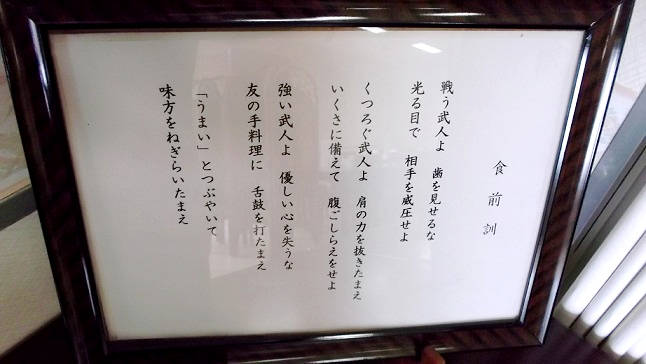 食前訓
戦う武人よ　歯を見せるな
光る目で　相手を威圧せよ
くつろぐ武人よ　肩の力を抜きたまえ
いくさに備えて　腹ごしらえをせよ
強い武人よ　優しい心を失うな
友の手料理に　舌鼓を打たまえ
「うまい」とつぶやいて
味方をねぎらいたまえ